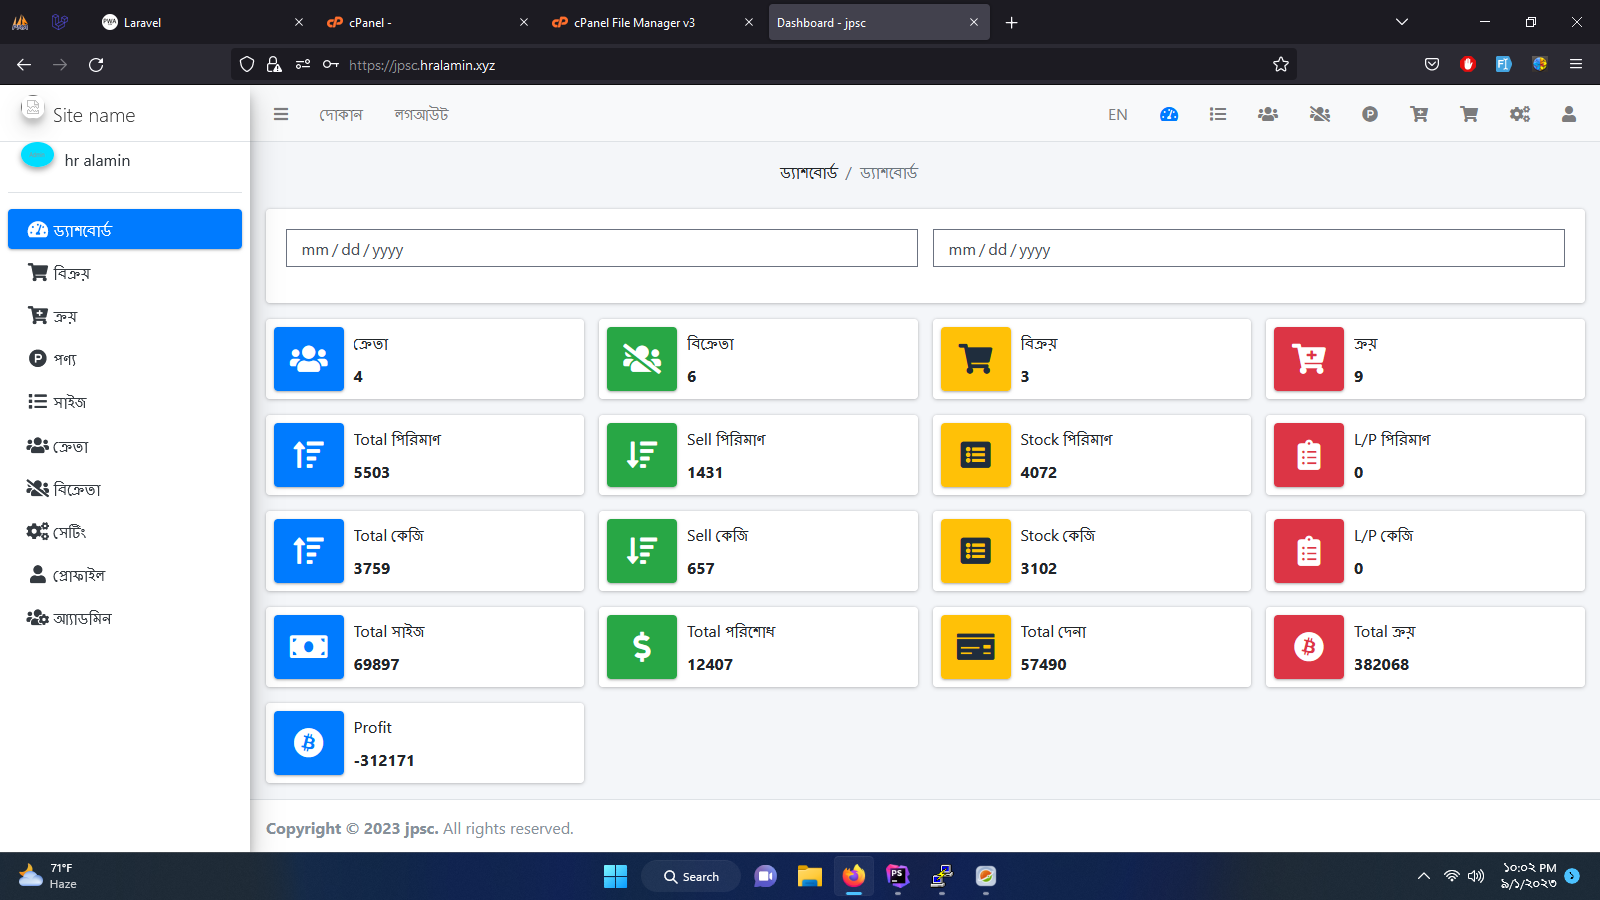 Laravel
cPanel -
cPanel File Manager v3
Dashboard - jpsc
https://jpsc.hralamin.xyz
Site name
দোকান
লগআউট
EN
hr alamin
ড্যাশবোর্ড / ড্যাশবোর্ড
ড্যাশবোর্ড
বিক্রয়
ক্রয়
পণ্য
সাইজ
ক্রেতা
বিক্রেতা
সেটিং
প্রোফাইল
অ্যাডমিন
mm / dd / yyyy
mm / dd / yyyy
ক্রেতা
4
বিক্রেতা
6
বিক্রয়
3
ক্রয়
9
Total পিরিমাণ
5503
Sell পিরিমাণ
1431
Stock পিরিমাণ
4072
L/P পিরিমাণ
0
Total কেজি
3759
Sell কেজি
657
Stock কেজি
3102
L/P কেজি
0
Total সাইজ
69897
Total পরিশোধ
12407
Total দেনা
57490
Total ক্রয়
382068
Profit
-312171
Copyright © 2023 jpsc. All rights reserved.
71°F
Haze
Search
১০:০২ PM
৯/১/২০২৩